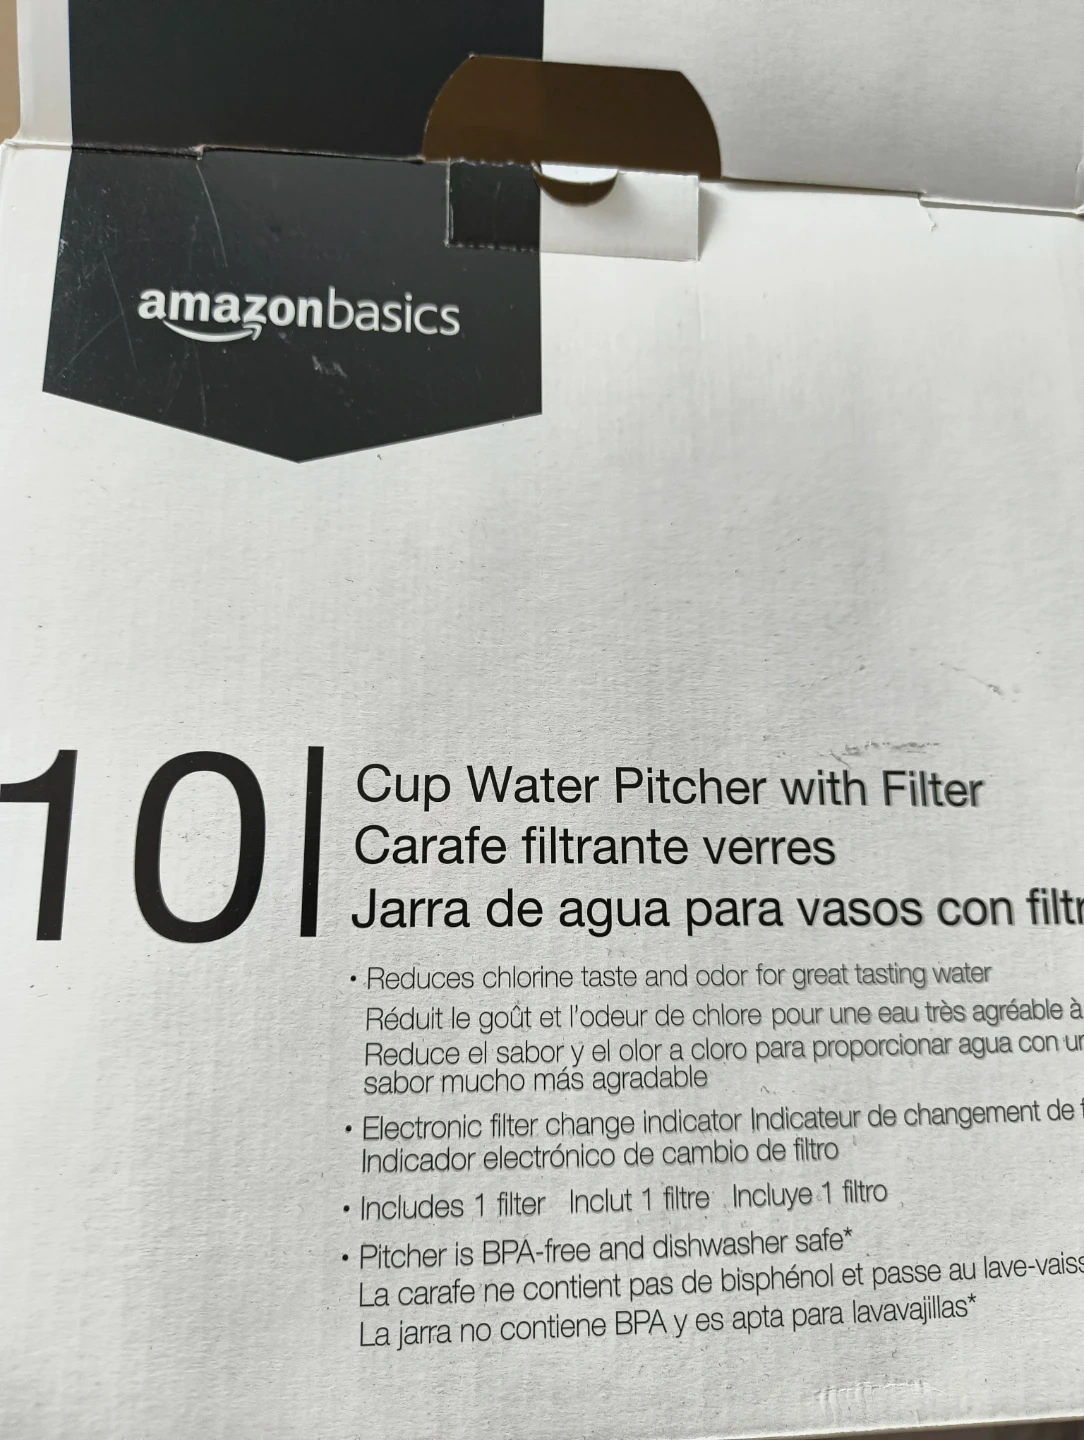 amazonbasics
10
Cup Water Pitcher with Filter
Carafe filtrante verres
Jarra de agua para vasos con filtr
• Reduces chlorine taste and odor for great tasting water
Réduit le goût et l'odeur de chlore pour une eau très agréable à
Reduce el sabor y el olor a cloro para proporcionar agua con un
sabor mucho más agradable
• Electronic filter change indicator Indicateur de changement de f
Indicador electrónico de cambio de filtro
• Includes 1 filter Inclut 1 filtre Incluye 1 filtro
• Pitcher is BPA-free and dishwasher safe*
La carafe ne contient pas de bisphénol et passe au lave-vaiss
La jarra no contiene BPA y es apta para lavavajillas*